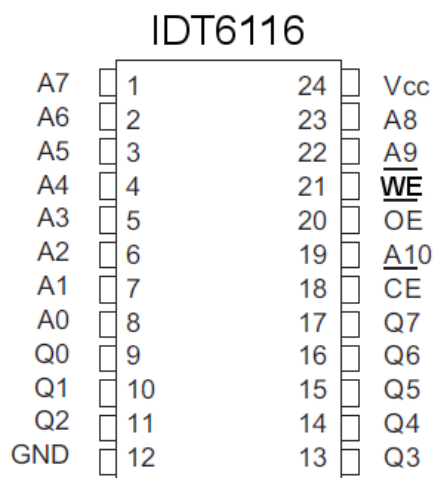 IDT6116
A7 1 24 Vcc
A6 2 23 A8
A5 3 22 A9
A4 4 21 WE
A3 5 20 OE
A2 6 19 A10
A1 7 18 CE
A0 8 17 Q7
Q0 9 16 Q6
Q1 10 15 Q5
Q2 11 14 Q4
GND 12 13 Q3